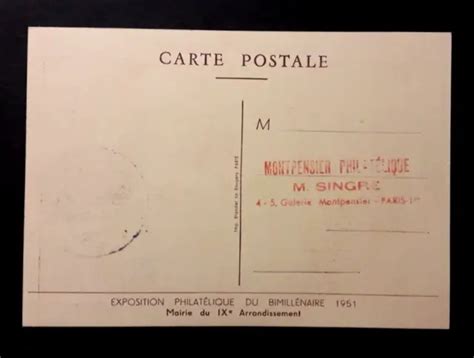 CARTE POSTALE
M
MONTPENSIER PHILATÉLIQUE
M. SINGRE
4-5, Galerie Montpensier - PARIS-1er
EXPOSITION PHILATÉLIQUE DU BIMILLÉNAIRE 1951
Mairie du IXe Arrondissement